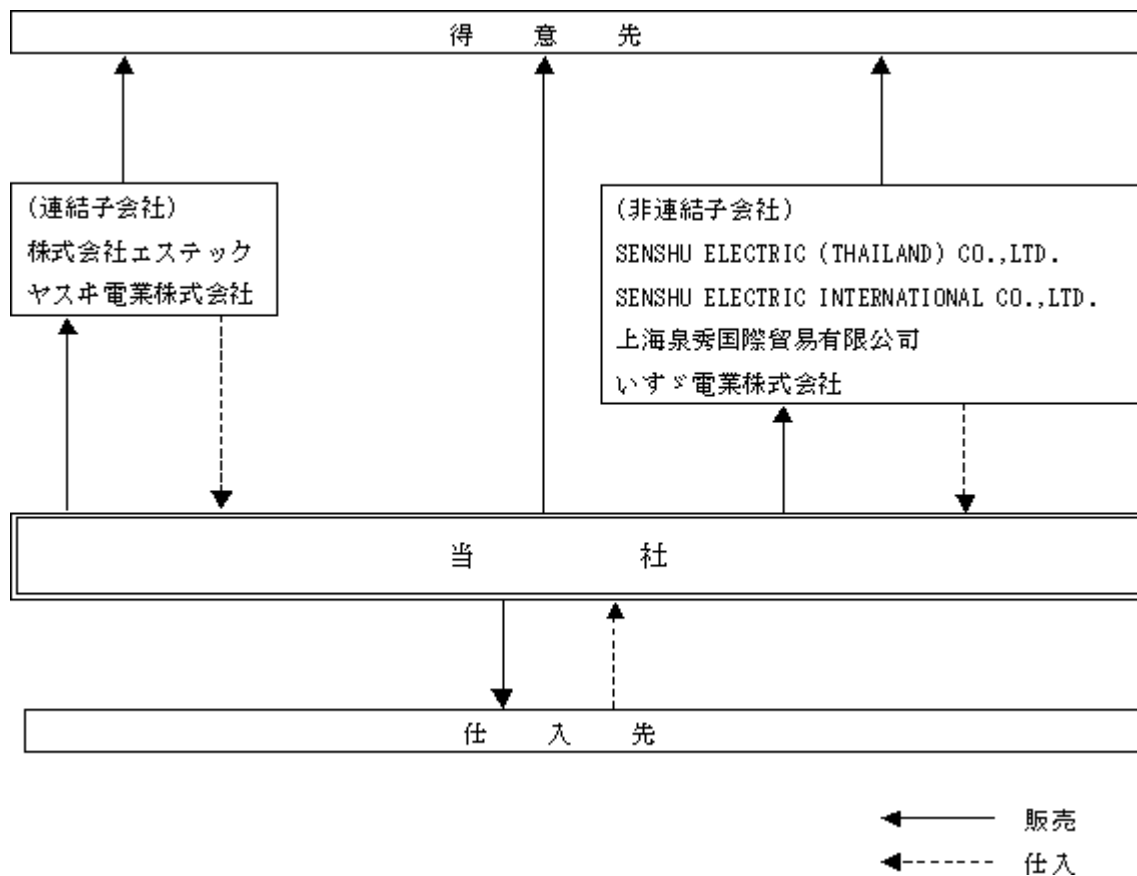 得意先
(連結子会社)
株式会社エステック
ヤスヰ電業株式会社
(非連結子会社)
SENSHU ELECTRIC (THAILAND) CO.,LTD.
SENSHU ELECTRIC INTERNATIONAL CO.,LTD.
上海泉秀国際貿易有限公司
いすゞ電業株式会社
当社
仕入先
販売
仕入